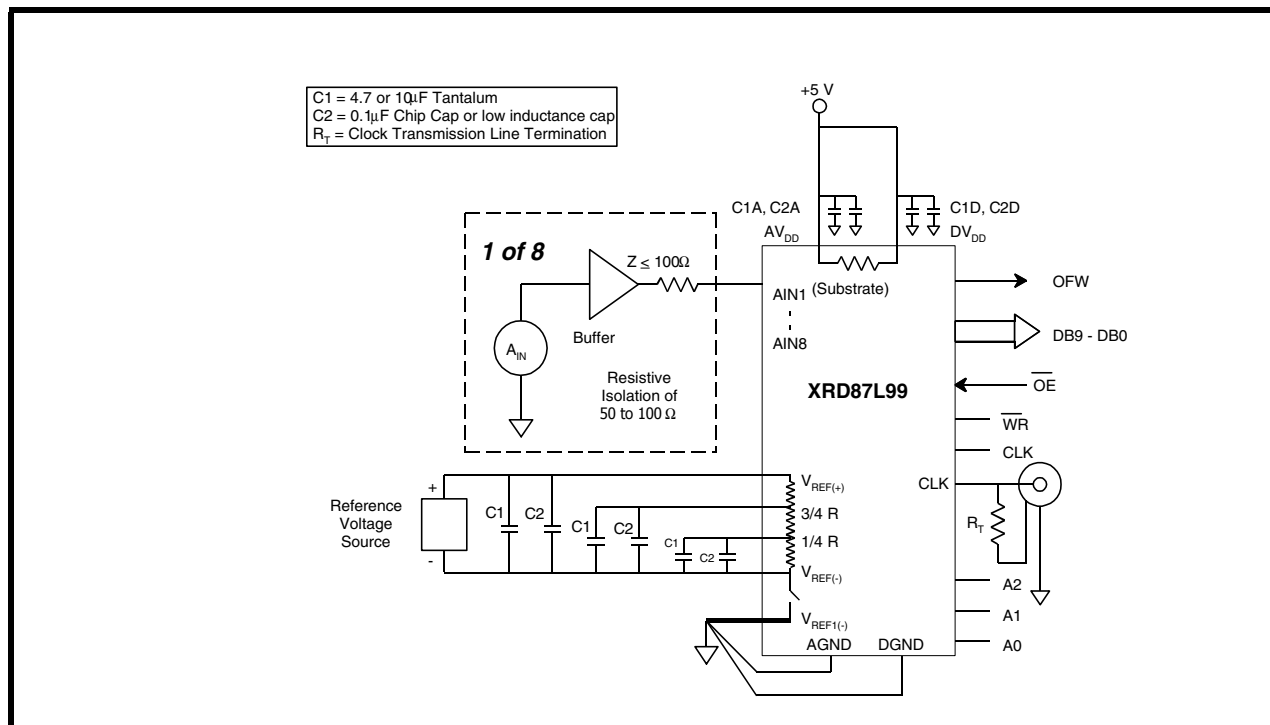 +5 V
C1 = 4.7 or 10µF Tantalum
C2 = 0.1µF Chip Cap or low inductance cap
R_T = Clock Transmission Line Termination
C1A, C2A
C1D, C2D
AV_DD
DV_DD
1 of 8
Z ≤ 100Ω
(Substrate)
OFW
AIN1
AIN8
Buffer
DB9 - DB0
A_IN
Resistive
Isolation of
50 to 100 Ω
XRD87L99
OE
WR
CLK
CLK
V_REF(+)
Reference
Voltage
Source
+
-
C1
C2
C1
C2
C1
C2
3/4 R
1/4 R
R_T
V_REF(-)
A2
V_REF1(-)
A1
AGND
DGND
A0